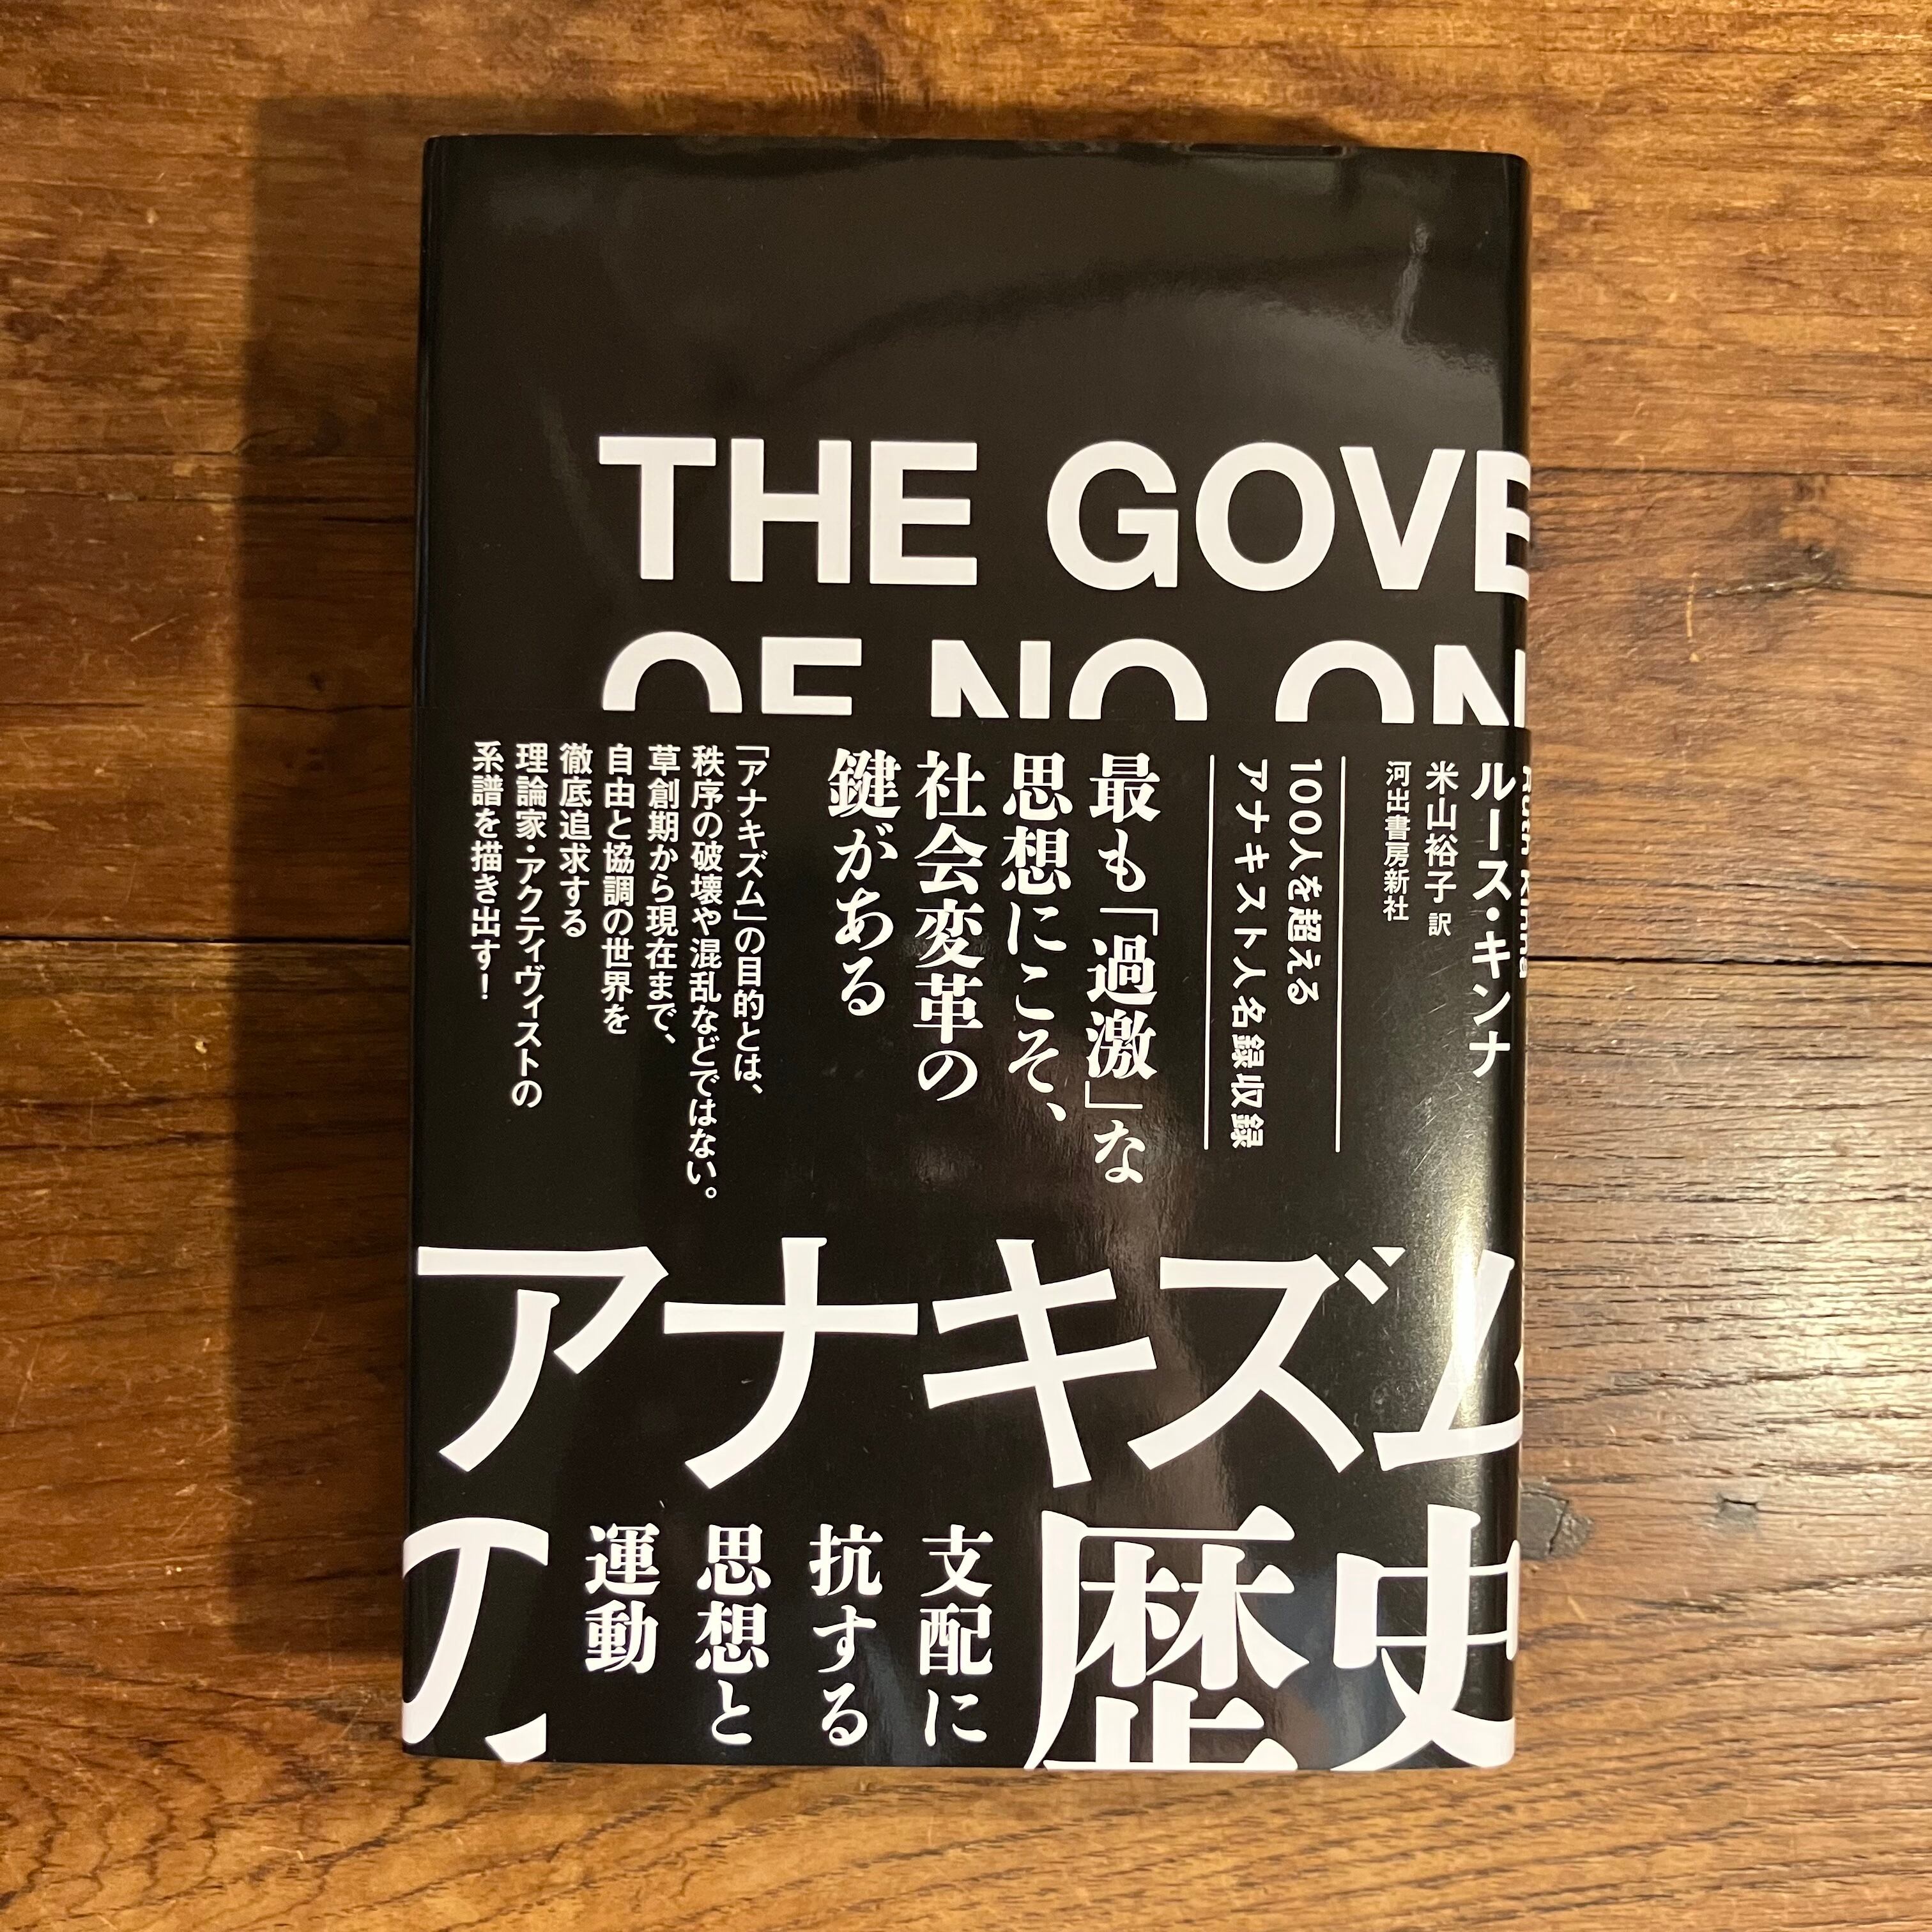 THE GOVE
OF NO ON
Ruth Kinna
ルース・キンナ
米山裕子 訳
河出書房新社
100人を超える
アナキスト人名録収録
最も「過激」な
思想にこそ、
社会変革の
鍵がある
「アナキズム」の目的とは、
秩序の破壊や混乱などではない。
草創期から現在まで、
自由と協調の世界を
徹底追求する
理論家・アクティヴィストの
系譜を描き出す！
アナキズム
の歴史
支配に
抗する
思想と
運動